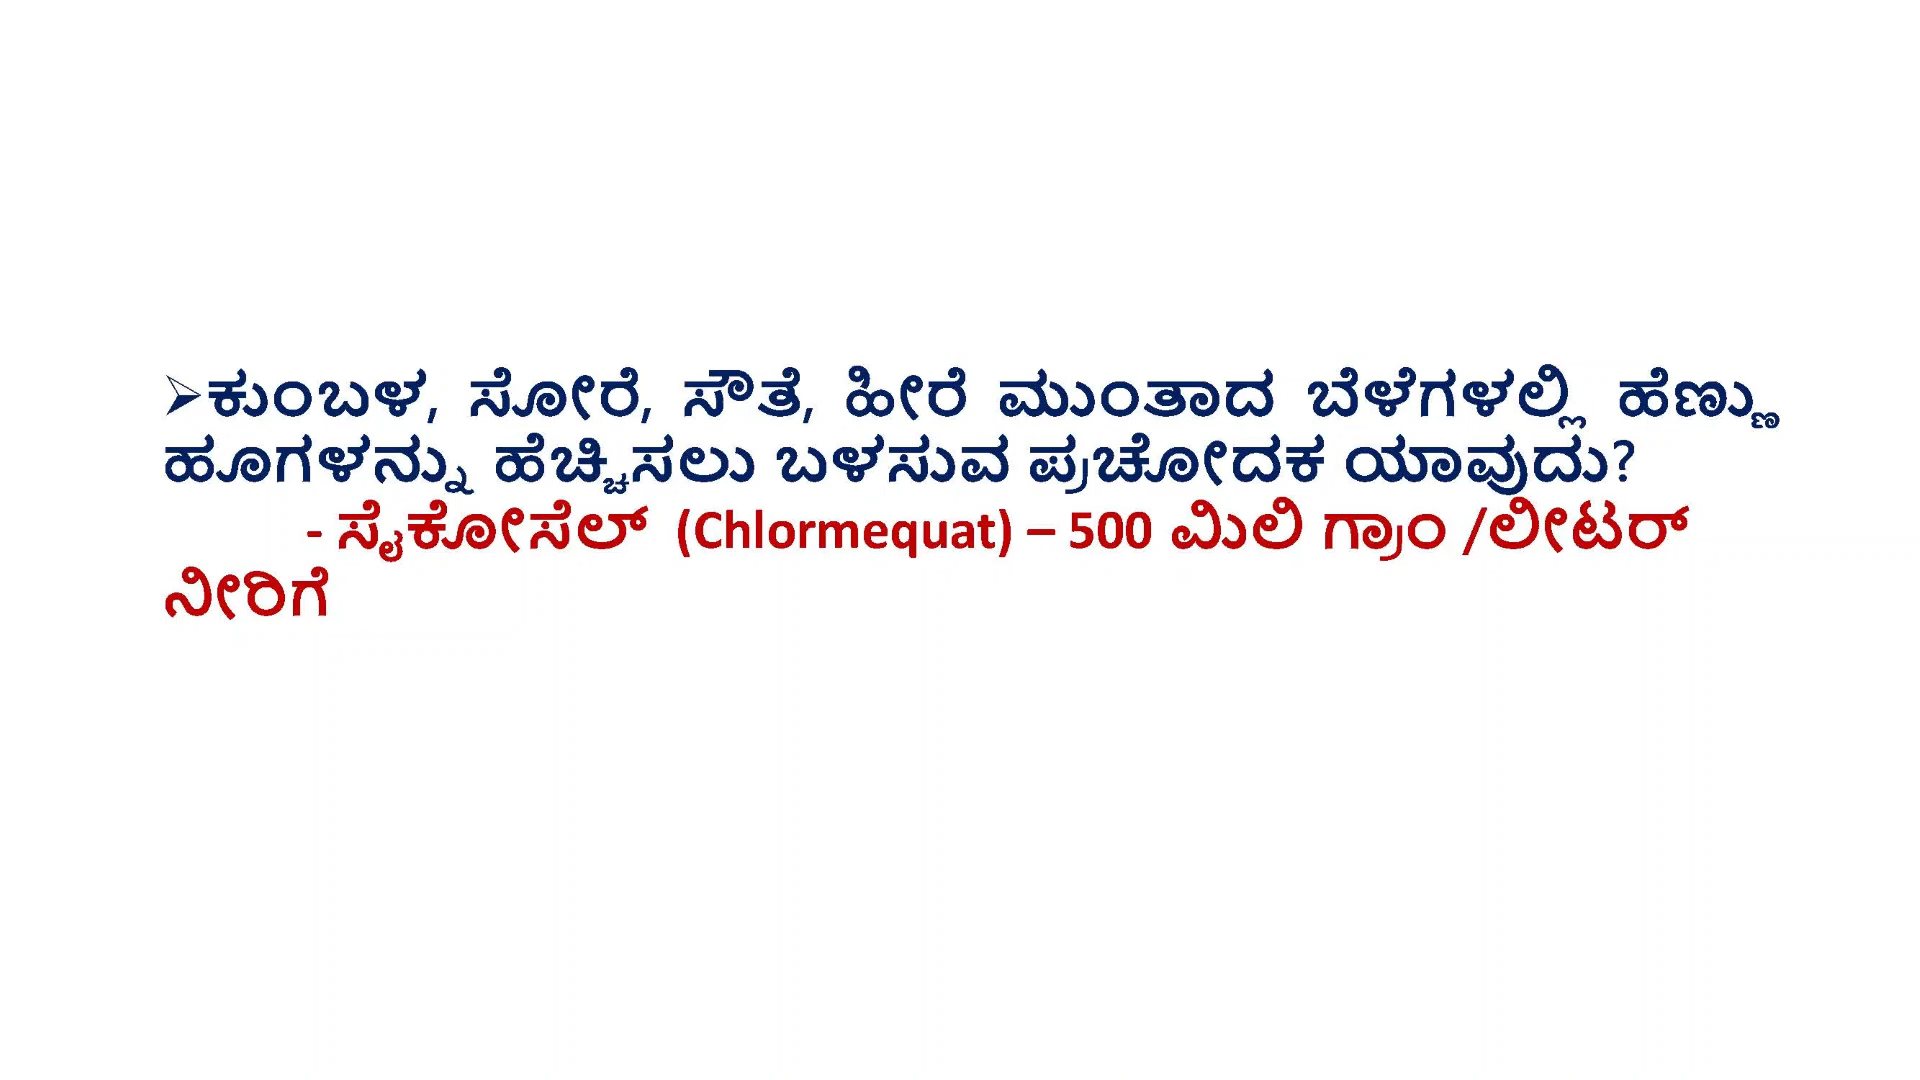 ➢ಕುಂಬಳ, ಸೋರೆ, ಸೌತೆ, ಹೀರೆ ಮುಂತಾದ ಬೆಳೆಗಳಲ್ಲಿ ಹೆಣ್ಣು
ಹೂಗಳನ್ನು ಹೆಚ್ಚಿಸಲು ಬಳಸುವ ಪ್ರಚೋದಕ ಯಾವುದು?
- ಸೈಕೋಸೆಲ್ (Chlormequat) – 500 ಮಿಲಿ ಗ್ರಾಂ /ಲೀಟರ್
ನೀರಿಗೆ